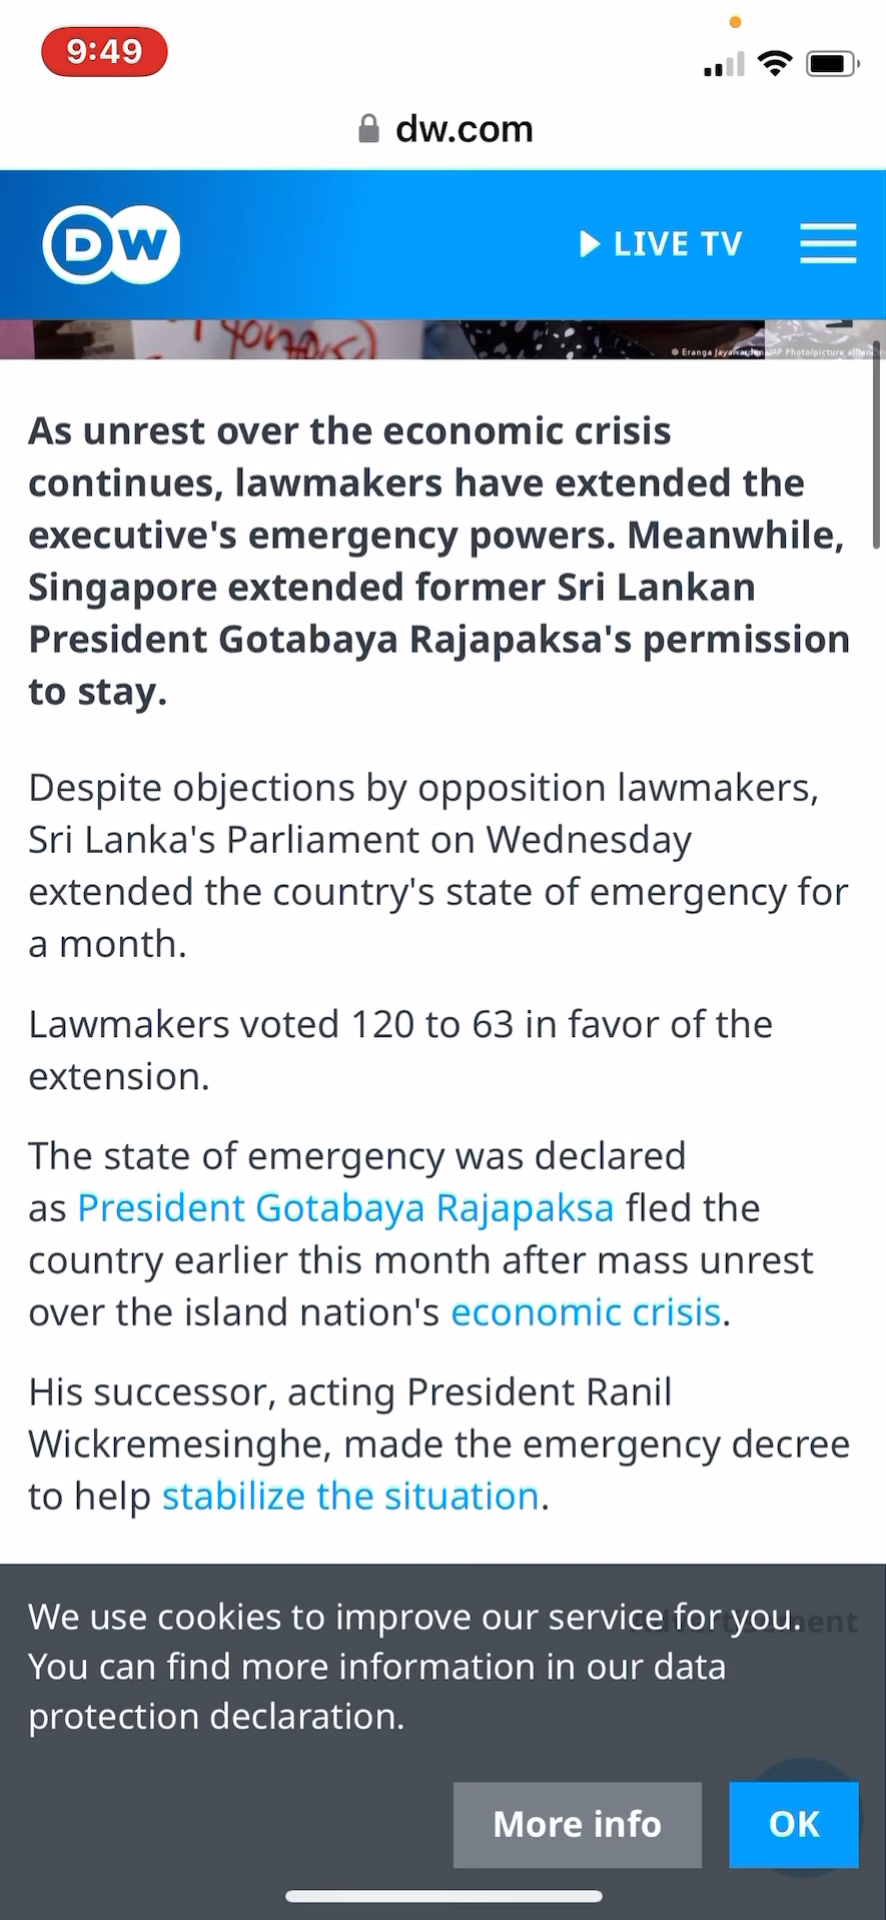 9:49
dw.com
DW
LIVE TV
As unrest over the economic crisis
continues, lawmakers have extended the
executive's emergency powers. Meanwhile,
Singapore extended former Sri Lankan
President Gotabaya Rajapaksa's permission
to stay.
Despite objections by opposition lawmakers,
Sri Lanka's Parliament on Wednesday
extended the country's state of emergency for
a month.
Lawmakers voted 120 to 63 in favor of the
extension.
The state of emergency was declared
as President Gotabaya Rajapaksa fled the
country earlier this month after mass unrest
over the island nation's economic crisis.
His successor, acting President Ranil
Wickremesinghe, made the emergency decree
to help stabilize the situation.
We use cookies to improve our service for you.
You can find more information in our data
protection declaration.
More info
OK